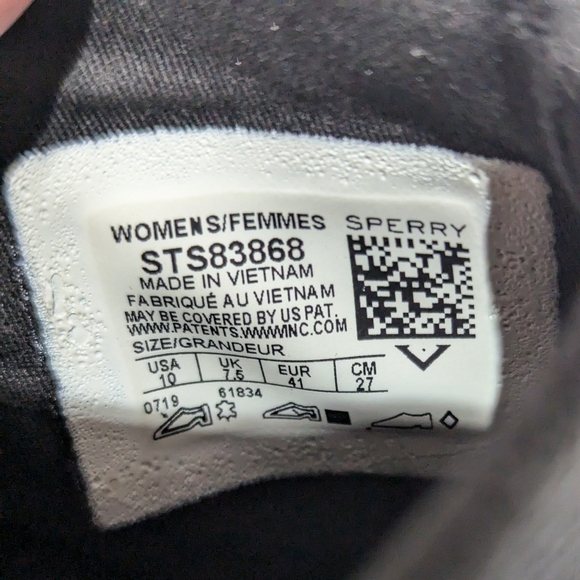 WOMENS/FEMMES
SPERRY
STS83868
MADE IN VIETNAM
FABRIQUÉ AU VIETNAM
MAY BE COVERED BY US PAT.
WWW.PATENTS.WWWINC.COM
SIZE/GRANDEUR
USA UK EUR CM
10 7.5 41 27
0719 61834